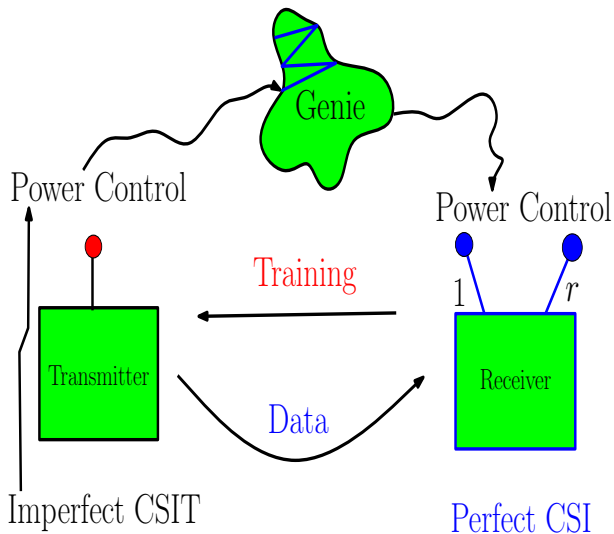 Genie
Power Control
Power Control
Training
1
r
Transmitter
Receiver
Data
Imperfect CSIT
Perfect CSI